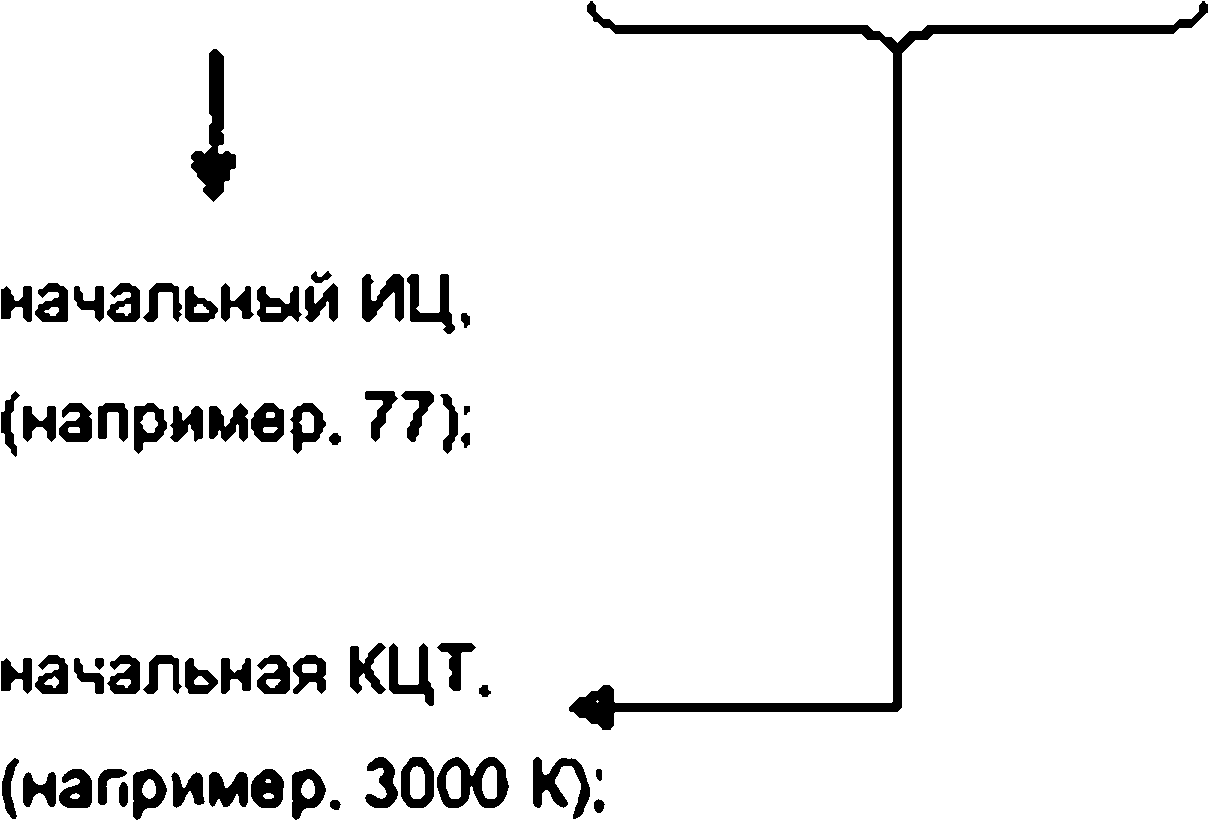 начальный ИЦ,
(например. 77);
начальная КЦТ.
(например. 3000 К);